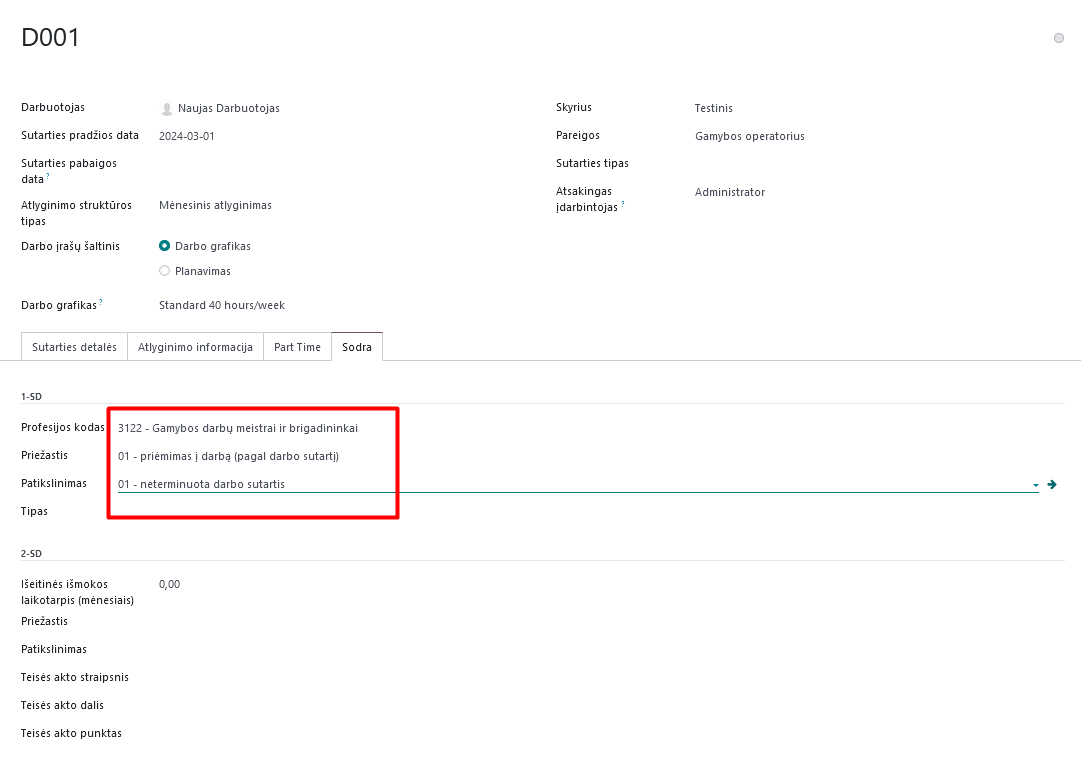 D001
Darbuotojas
Naujas Darbuotojas
Sutarties pradžios data
2024-03-01
Sutarties pabaigos
data ?
Atlyginimo struktūros
tipas
Mėnesinis atlyginimas
Darbo įrašų šaltinis
Darbo grafikas
Planavimas
Darbo grafikas ?
Standard 40 hours/week
Skyrius
Testinis
Pareigos
Gamybos operatorius
Sutarties tipas
Atsakingas
įdarbintojas ?
Administrator
Sutarties detalės
Atlyginimo informacija
Part Time
Sodra
1-SD
Profesijos kodas
3122 - Gamybos darbų meistrai ir brigadininkai
Priežastis
01 - priėmimas į darbą (pagal darbo sutartį)
Patikslinimas
01 - neterminuota darbo sutartis
Tipas
2-SD
Išeitinės išmokos
laikotarpis (mėnesiais)
0,00
Priežastis
Patikslinimas
Teisės akto straipsnis
Teisės akto dalis
Teisės akto punktas